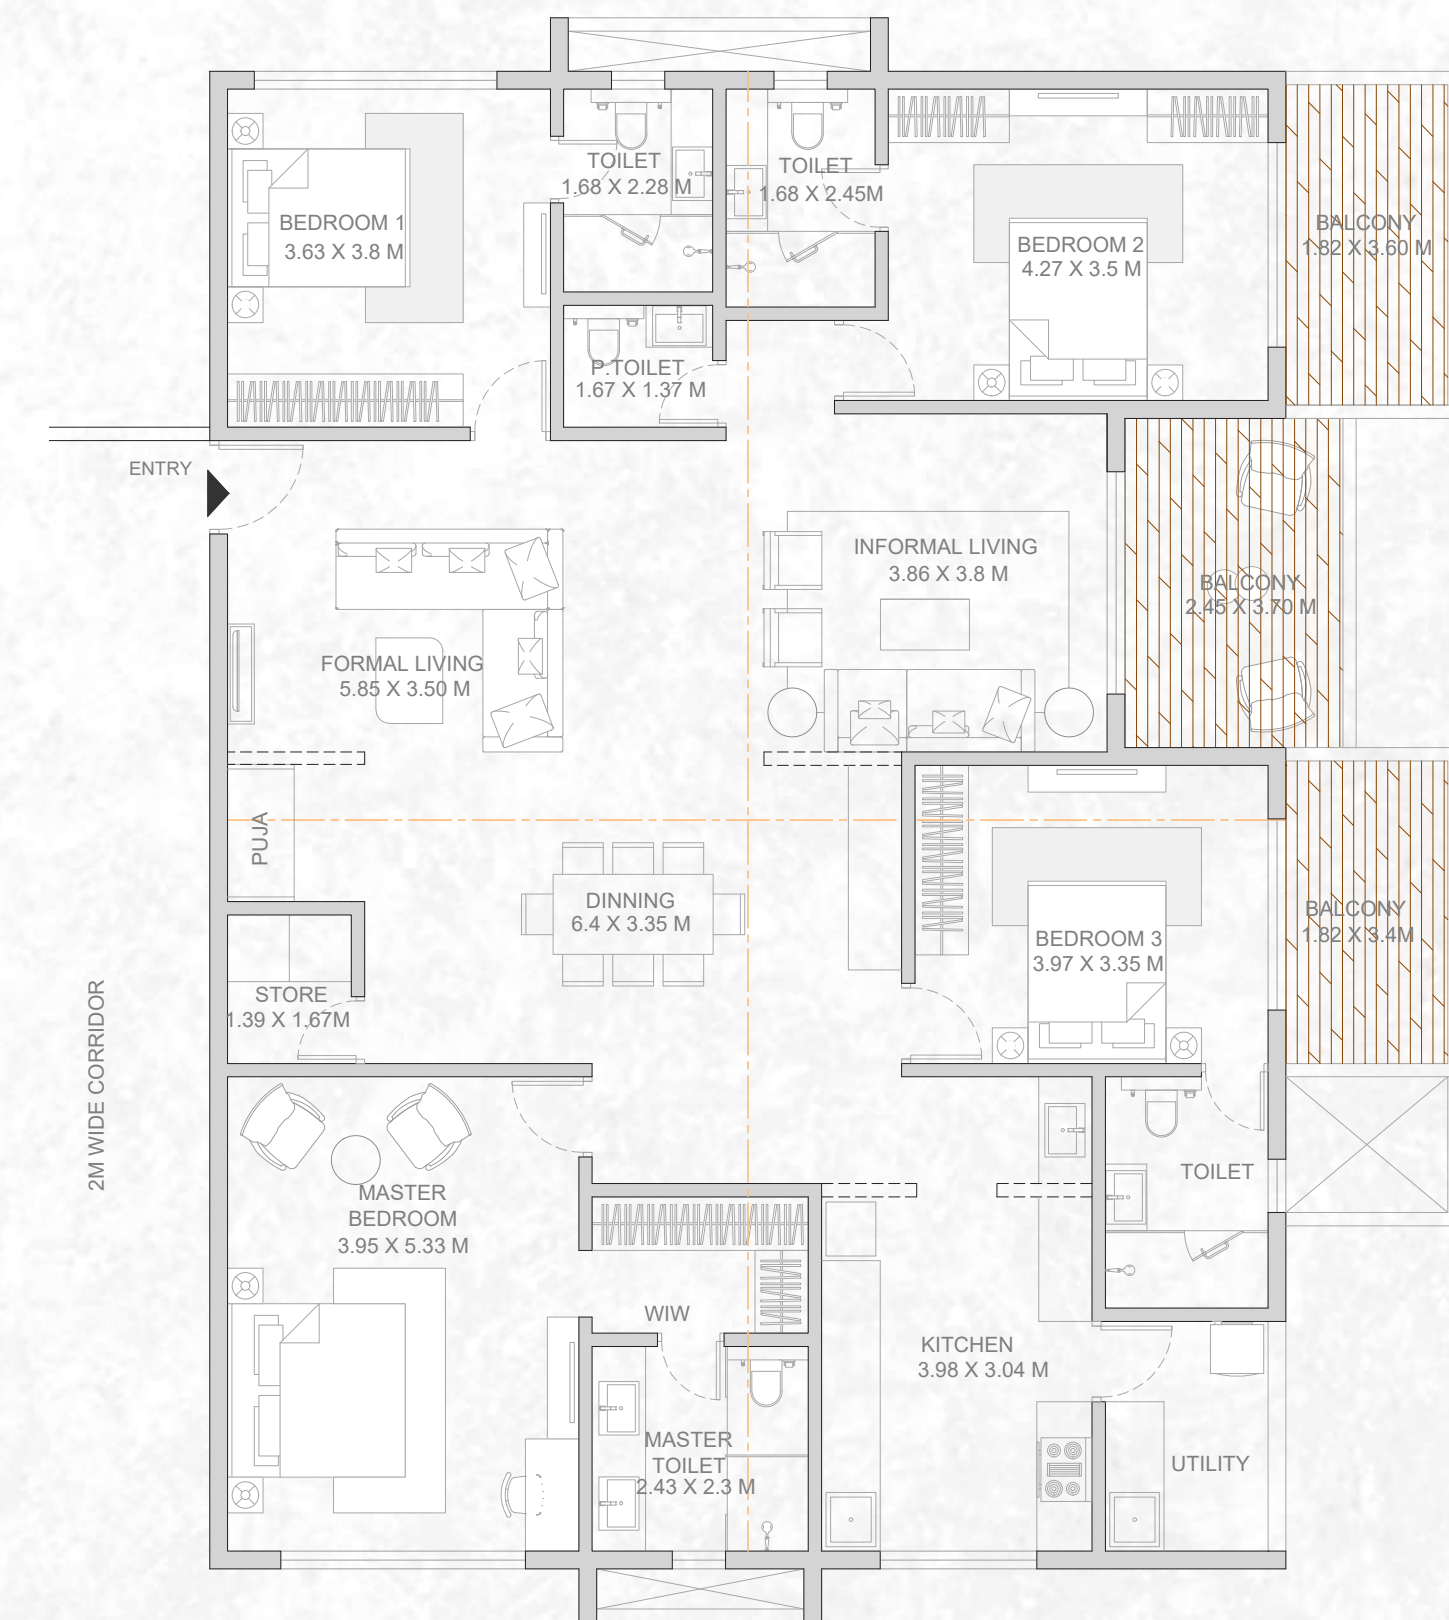 TOILET
1.68 X 2.28 M
TOILET
1.68 X 2.45M
BEDROOM 1
3.63 X 3.8 M
BEDROOM 2
4.27 X 3.5 M
BALCONY
1.82 X 3.60 M
P.TOILET
1.67 X 1.37 M
ENTRY
INFORMAL LIVING
3.86 X 3.8 M
BALCONY
2.45 X 3.70 M
FORMAL LIVING
5.85 X 3.50 M
PUJA
DINNING
6.4 X 3.35 M
BEDROOM 3
3.97 X 3.35 M
BALCONY
1.82 X 3.4M
STORE
1.39 X 1.67M
2M WIDE CORRIDOR
TOILET
MASTER
BEDROOM
3.95 X 5.33 M
WIW
KITCHEN
3.98 X 3.04 M
MASTER
TOILET
2.43 X 2.3 M
UTILITY